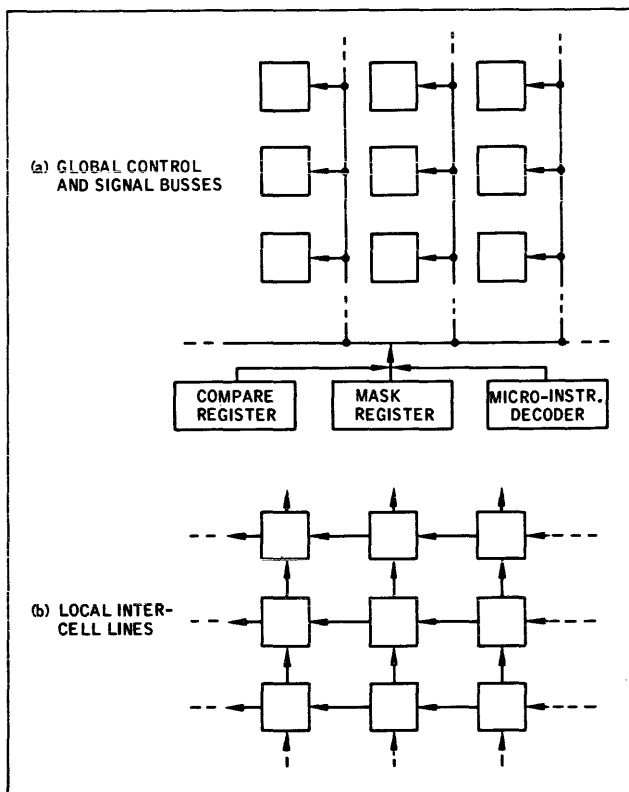 (a) GLOBAL CONTROL
AND SIGNAL BUSSES
COMPARE
REGISTER
MASK
REGISTER
MICRO-INSTR.
DECODER
(b) LOCAL INTER-
CELL LINES